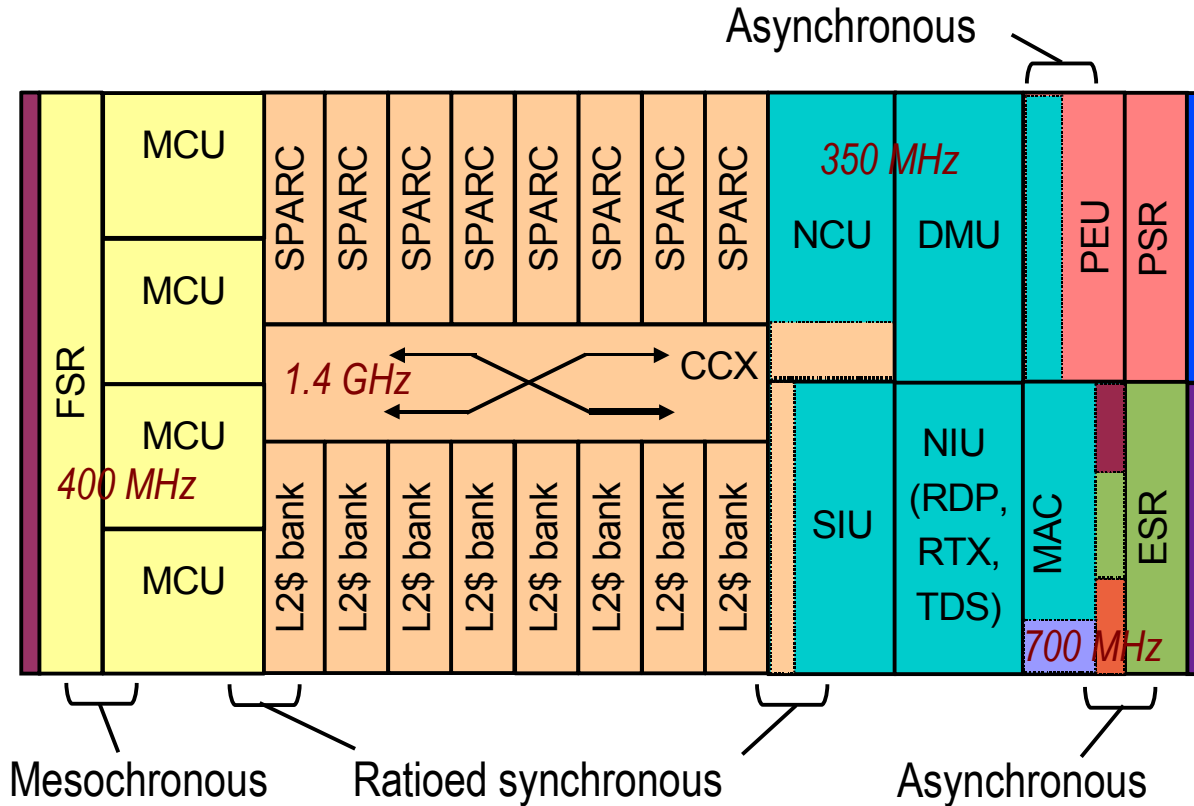 Asynchronous
FSR
MCU
MCU
MCU
MCU
400 MHz
SPARC
SPARC
SPARC
SPARC
SPARC
SPARC
SPARC
SPARC
1.4 GHz
CCX
L2$ bank
L2$ bank
L2$ bank
L2$ bank
L2$ bank
L2$ bank
L2$ bank
L2$ bank
350 MHz
NCU
DMU
PEU
PSR
SIU
NIU
(RDP,
RTX,
TDS)
MAC
ESR
700 MHz
Mesochronous
Ratioed synchronous
Asynchronous